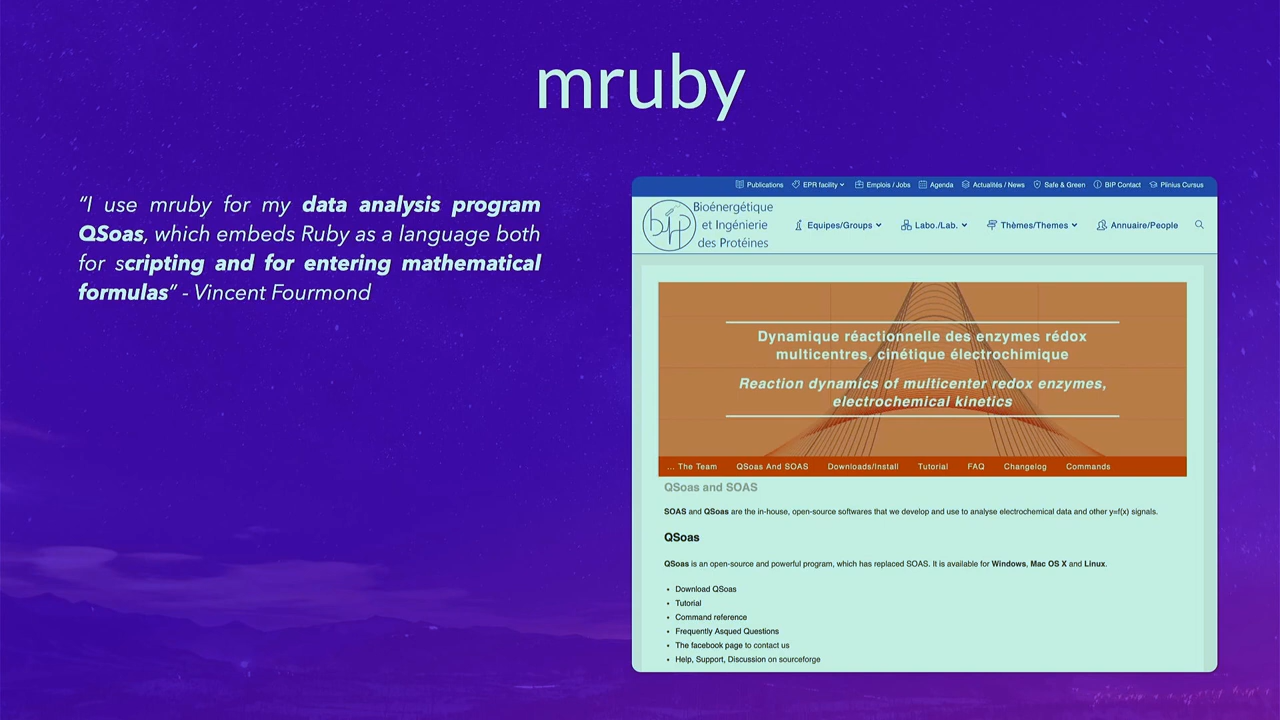 mruby
“I use mruby for my data analysis program
QSoas, which embeds Ruby as a language both
for scripting and for entering mathematical
formulas” - Vincent Fourmond
Publications EPR facility Emplois / Jobs Agenda Actualités / News Safe & Green BIP Contact Plinius Cursus
bip
Bioénergétique
et Ingénierie
des Protéines
Equipes/Groups Labo./Lab. Thèmes/Themes Annuaire/People
Dynamique réactionnelle des enzymes rédox
multicentres, cinétique électrochimique
Reaction dynamics of multicenter redox enzymes,
electrochemical kinetics
... The Team QSoas And SOAS Downloads/Install Tutorial FAQ Changelog Commands
QSoas and SOAS
SOAS and QSoas are the in-house, open-source softwares that we develop and use to analyse electrochemical data and other y=f(x) signals.
QSoas
QSoas is an open-source and powerful program, which has replaced SOAS. It is available for Windows, Mac OS X and Linux.
• Download QSoas
• Tutorial
• Command reference
• Frequently Asqued Questions
• The facebook page to contact us
• Help, Support, Discussion on sourceforge